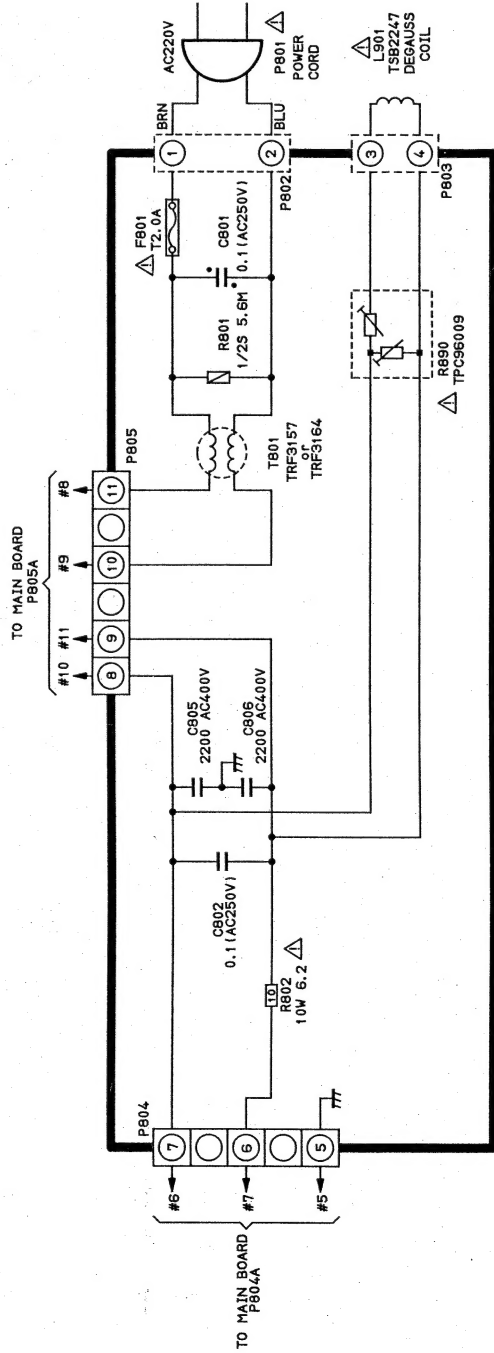 AC220V
P801
POWER
CORD
BRN
BLU
1
2
P802
L901
TSB2247
DEGAUSS
COIL
3
4
P803
F801
T2.0A
C801
0.1(AC250V)
R801
1/2S 5.6M
T801
TRF3157
or
TRF3164
R890
TPC96009
TO MAIN BOARD
P805A
#8
#9
#11
#10
P805
11
10
9
8
C805
2200 AC400V
C806
2200 AC400V
C802
0.1(AC250V)
10
R802
10W 6.2
P804
7
6
5
#6
#7
#5
TO MAIN BOARD
P804A